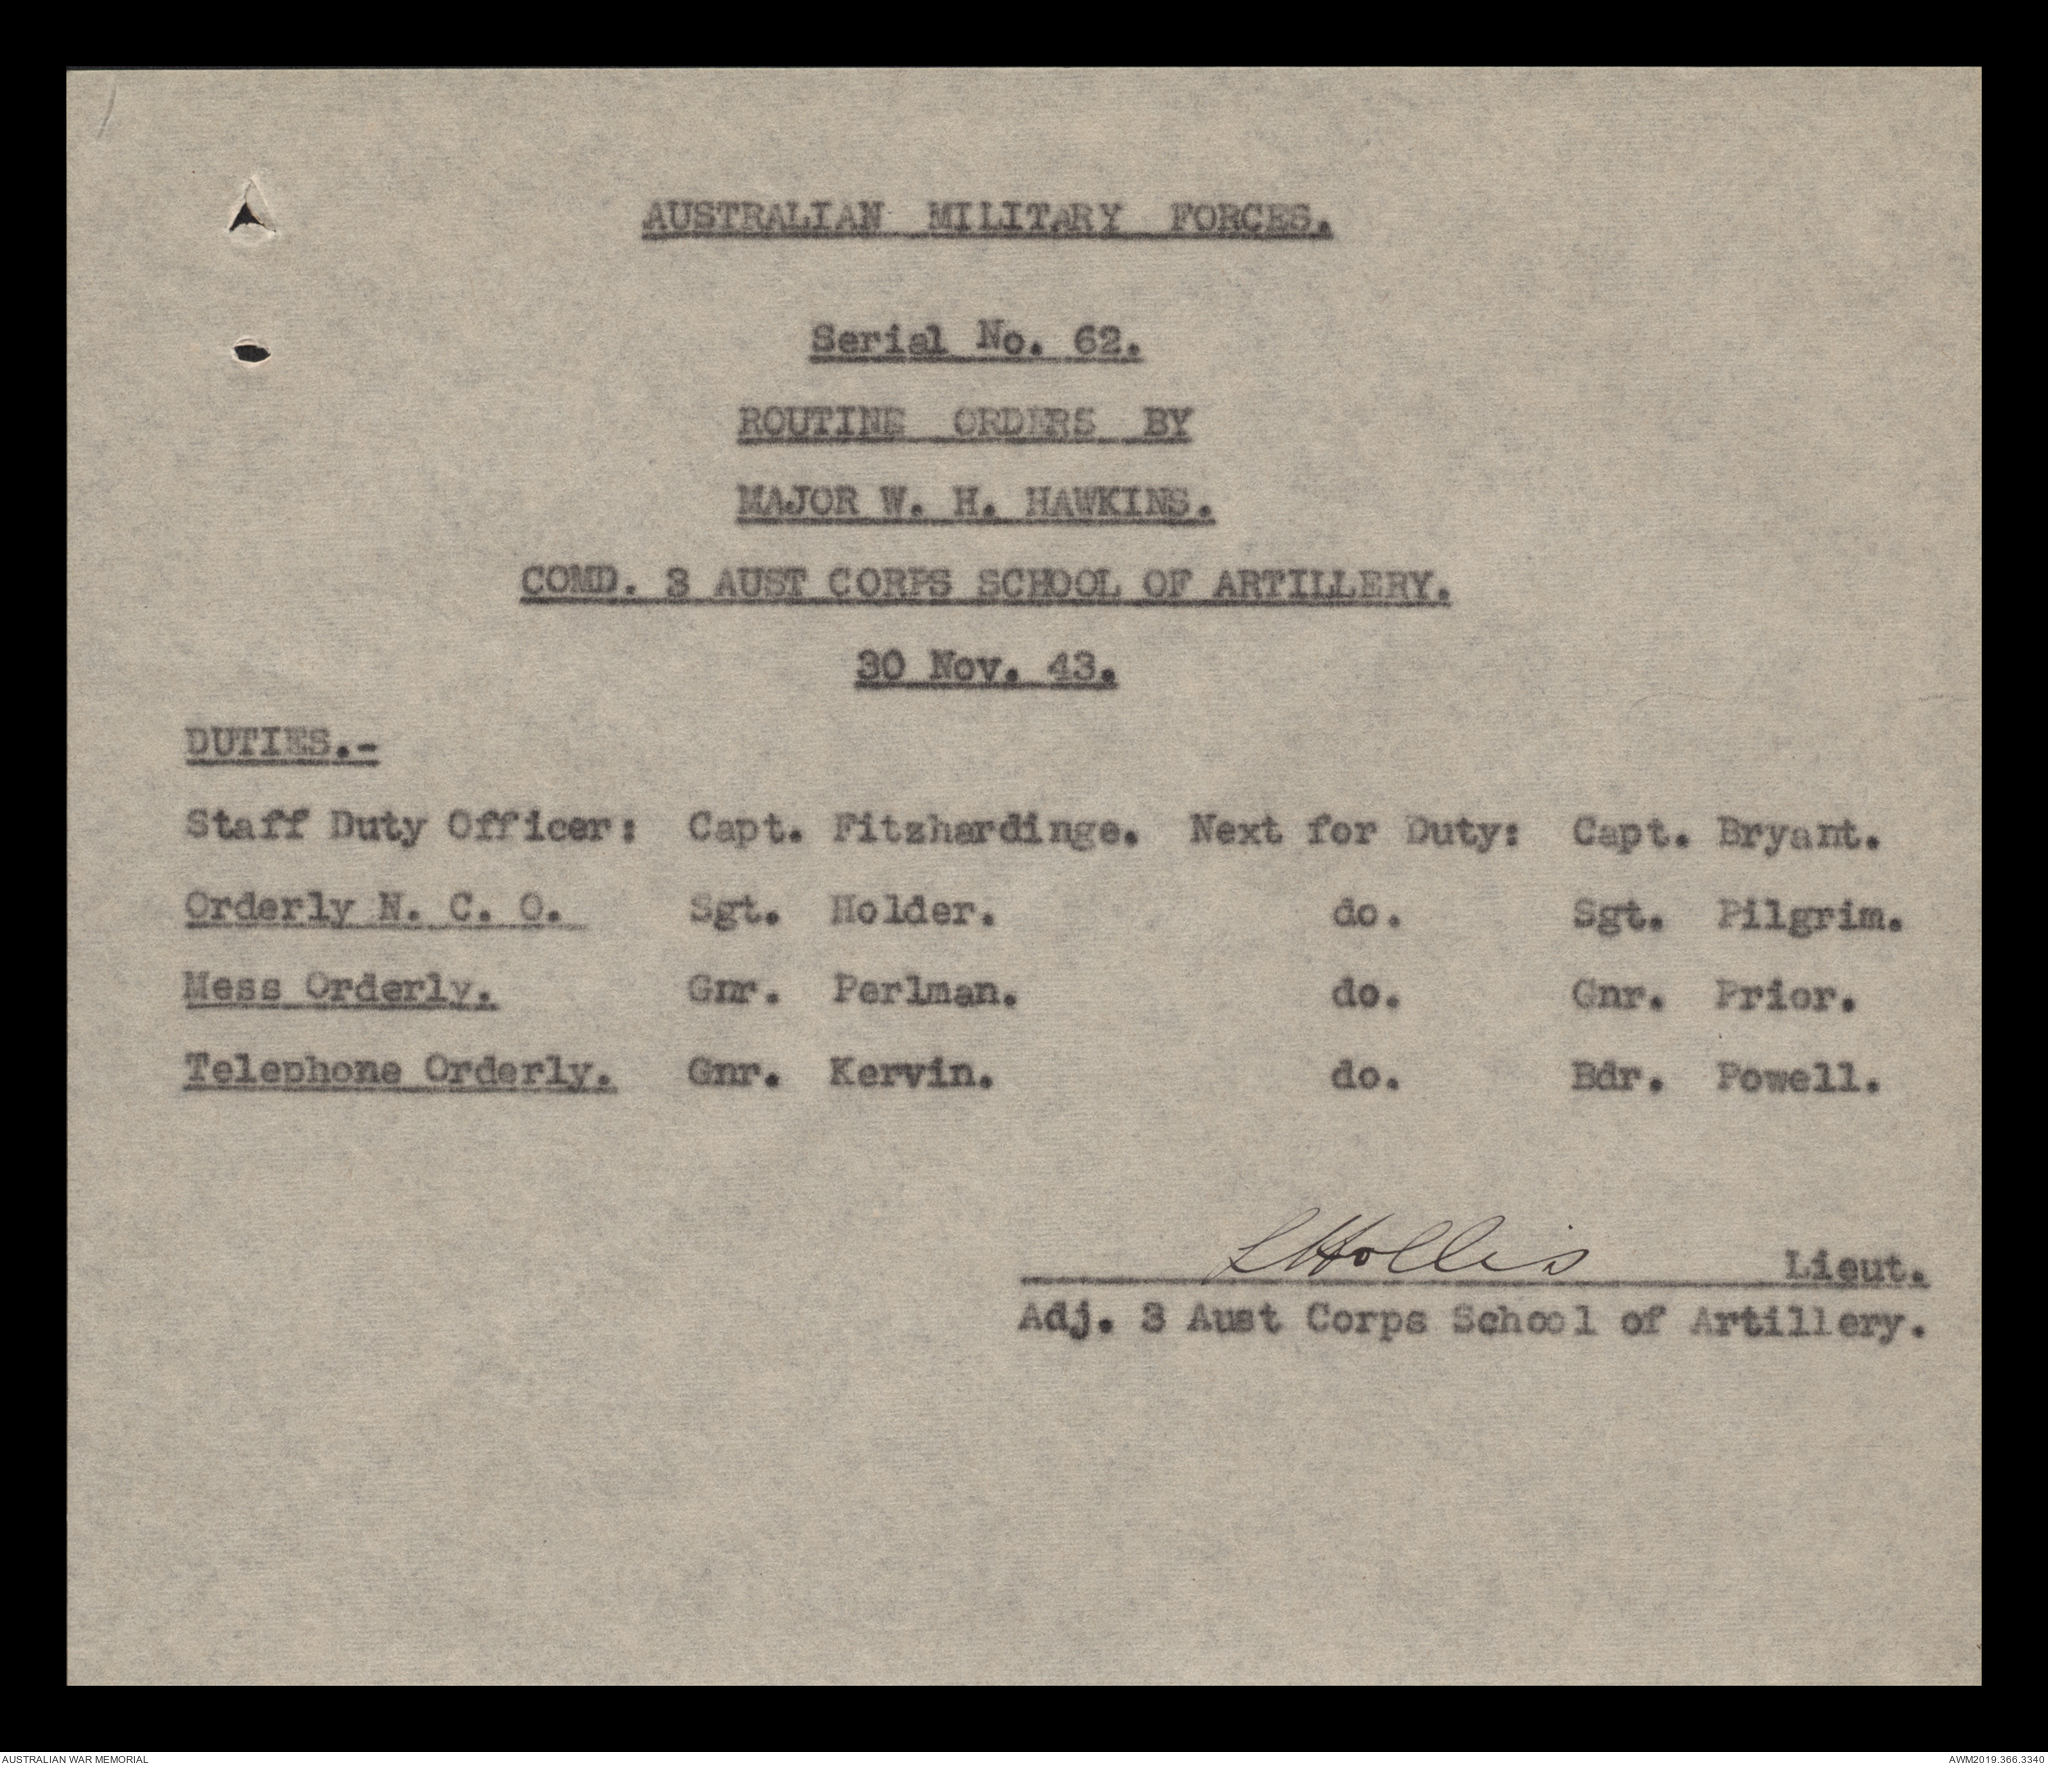 AUSTRALIAN MILITARY FORCES.
Serial No. 62.
ROUTINE ORDERS BY
MAJOR W. H. HAWKINS.
COMD. 3 AUST CORPS SCHOOL OF ARTILLERY.
30 Nov. 43.
DUTIES.-
Staff Duty Officer: Capt. Fitzhardinge. Next for Duty: Capt. Bryant.
Orderly N. C. O. Sgt. Holder. do. Sgt. Pilgrim.
Mess Orderly. Gnr. Perlman. do. Gnr. Prior.
Telephone Orderly. Gnr. Kervin. do. Bdr. Powell.
L Hollis Lieut.
Adj. 3 Aust Corps School of Artillery.
AUSTRALIAN WAR MEMORIAL AWM2019.366.3340